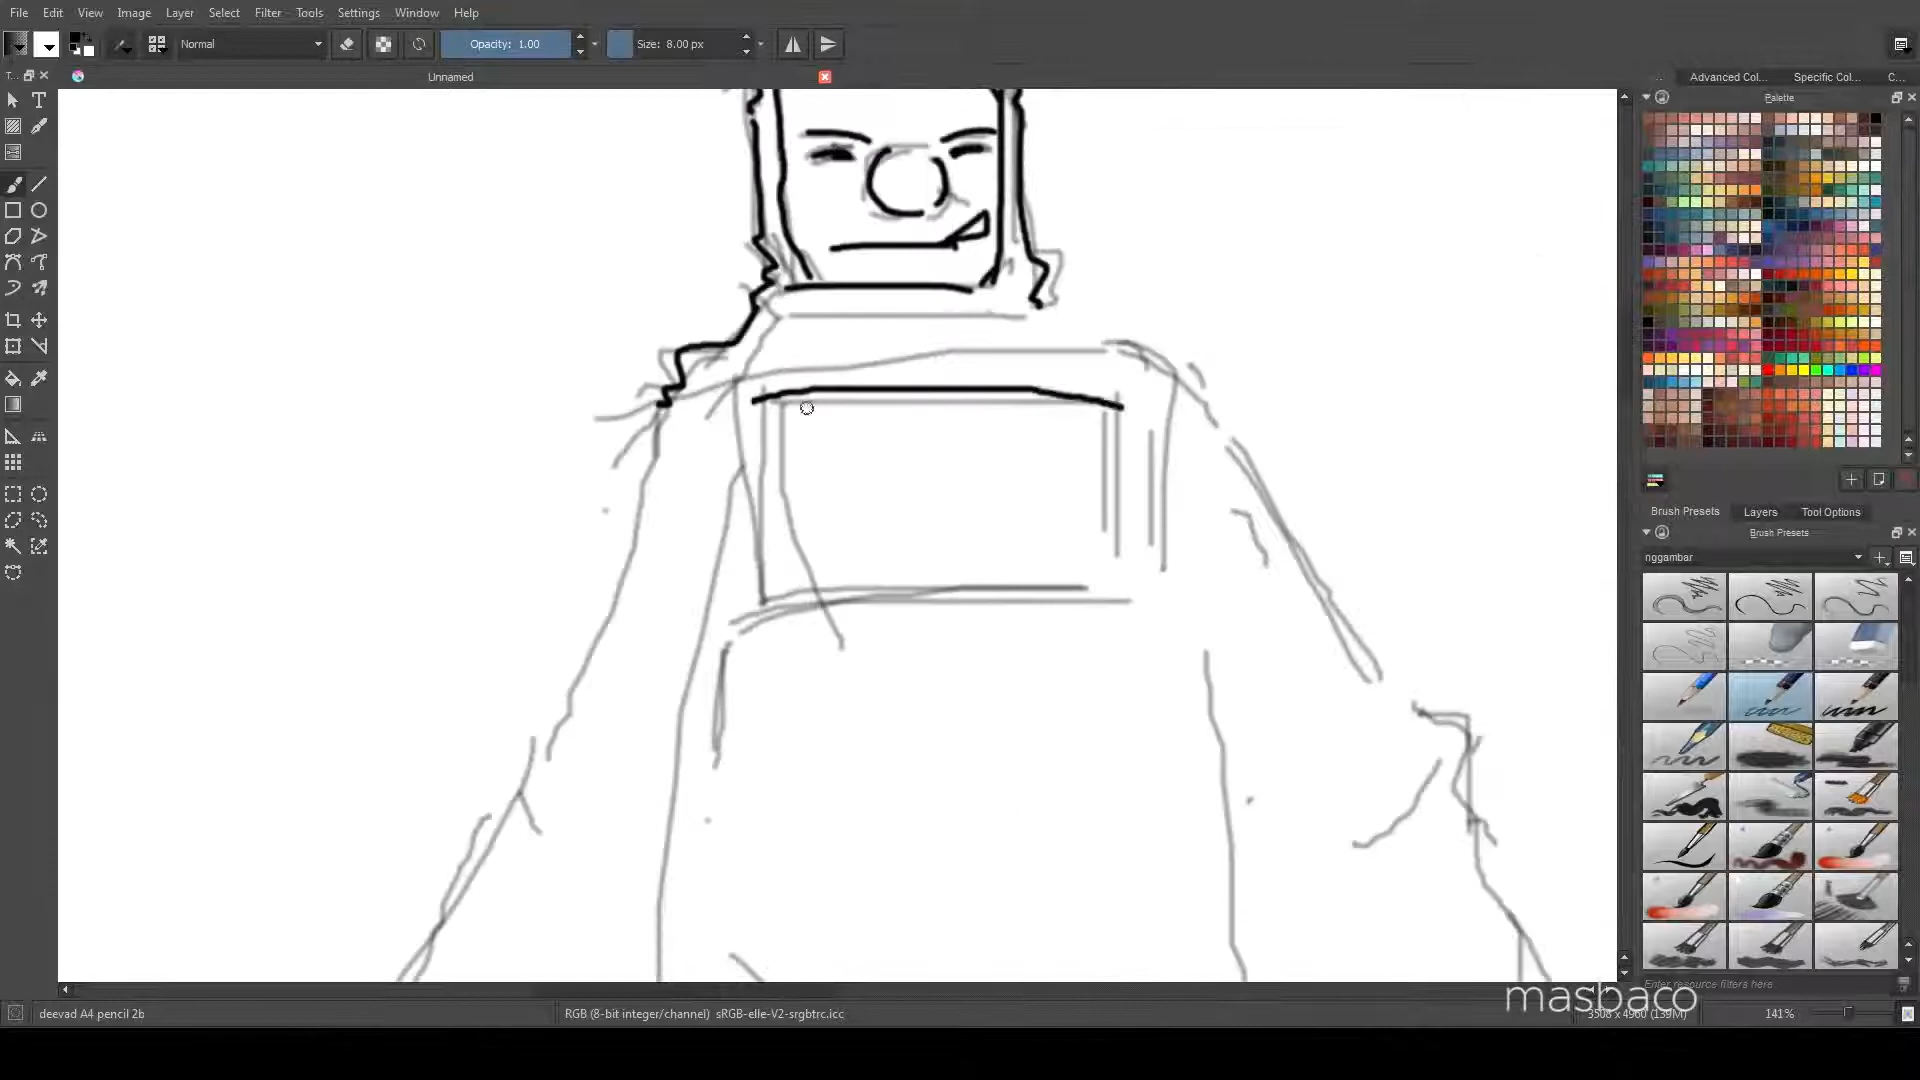 File Edit View Image Layer Select Filter Tools Settings Window Help
Normal Opacity: 1.00 Size: 8.00 px
T... Unnamed ... Advanced Col... Specific Col... C...
Palette
Brush Presets Layers Tool Options
Brush Presets
nggambar
Enter resource filters here
masbaco
deevad A4 pencil 2b RGB (8-bit integer/channel) sRGB-elle-V2-srgbtrc.icc 3508 x 4960 (139M) 141%